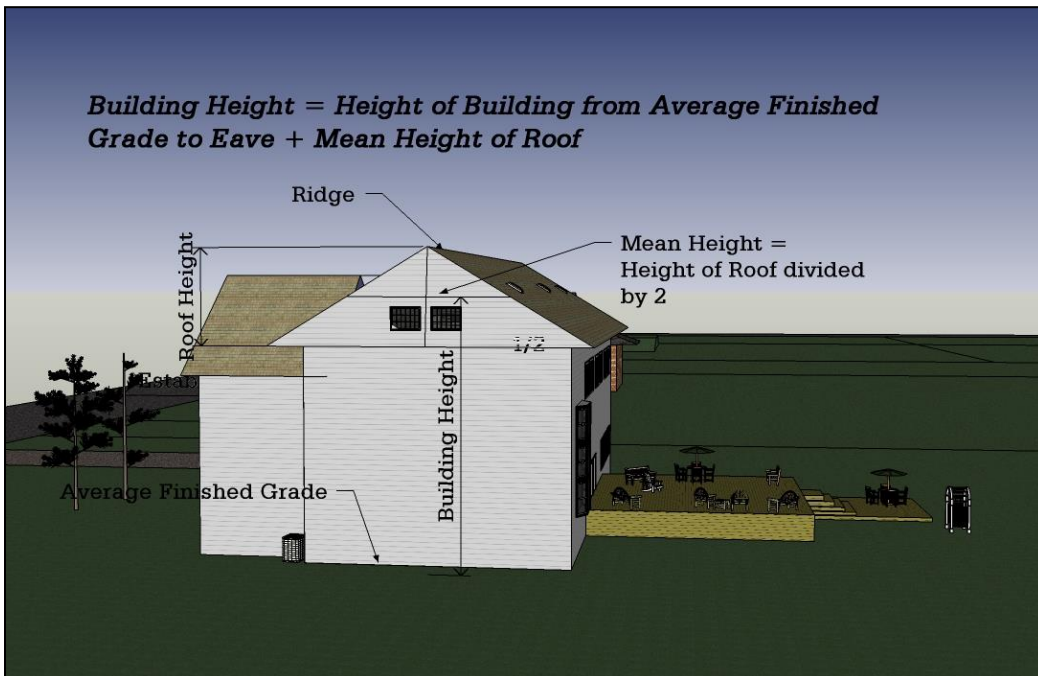 Building Height = Height of Building from Average Finished
Grade to Eave + Mean Height of Roof
Ridge
Roof Height
Mean Height =
Height of Roof divided
by 2
1/2
Estab
Building Height
Average Finished Grade